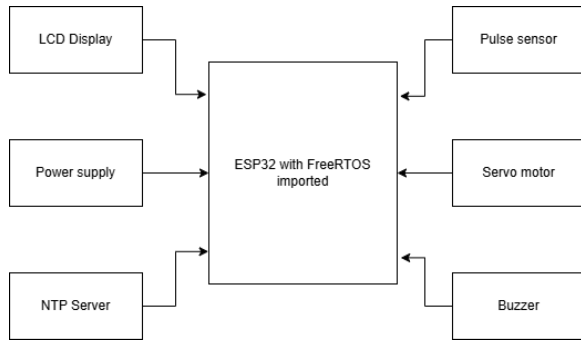 LCD Display
Pulse sensor
ESP32 with FreeRTOS
imported
Power supply
Servo motor
NTP Server
Buzzer